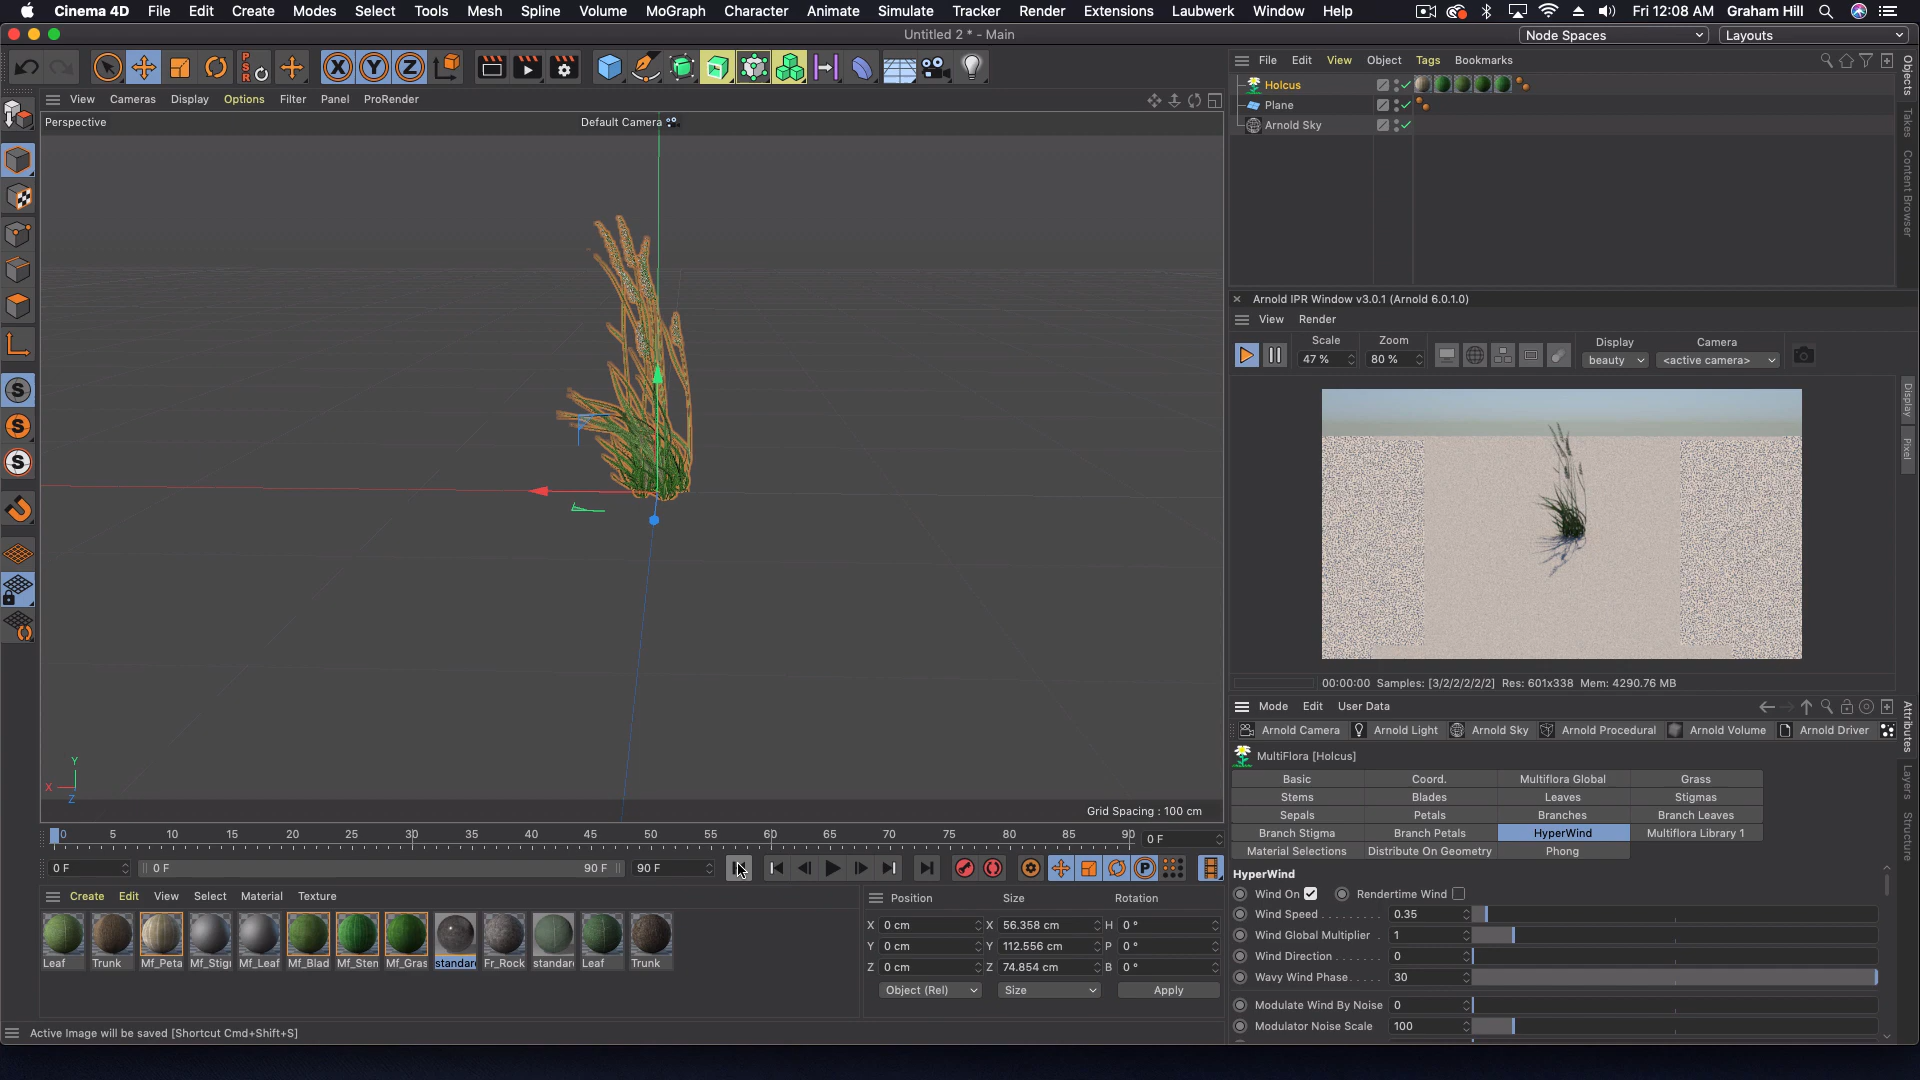 Cinema 4D File Edit Create Modes Select Tools Mesh Spline Volume MoGraph Character Animate Simulate Tracker Render Extensions Laubwerk Window Help Fri 12:08 AM Graham Hill
Untitled 2 * - Main
Node Spaces Layouts
P S R
X Y Z
File Edit View Object Tags Bookmarks
View Cameras Display Options Filter Panel ProRender
Perspective Default Camera
Holcus
Plane
Arnold Sky
Objects
Takes
Content Browser
Arnold IPR Window v3.0.1 (Arnold 6.0.1.0)
View Render
Scale Zoom Display Camera
47 % 80 % beauty <active camera>
Display
Pixel
S
S
S
00:00:00 Samples: [3/2/2/2/2/2] Res: 601x338 Mem: 4290.76 MB
Mode Edit User Data
Arnold Camera Arnold Light Arnold Sky Arnold Procedural Arnold Volume Arnold Driver
MultiFlora [Holcus]
Basic Coord. Multiflora Global Grass
Stems Blades Leaves Stigmas
Sepals Petals Branches Branch Leaves
Branch Stigma Branch Petals HyperWind Multiflora Library 1
Material Selections Distribute On Geometry Phong
Attributes
Layers
Structure
Y
X
Z
Grid Spacing : 100 cm
0 5 10 15 20 25 30 35 40 45 50 55 60 65 70 75 80 85 90 0 F
0 F 0 F 90 F 90 F P
Create Edit View Select Material Texture
Position Size Rotation
X 0 cm X 56.358 cm H 0 °
Y 0 cm Y 112.556 cm P 0 °
Z 0 cm Z 74.854 cm B 0 °
Object (Rel) Size Apply
Leaf Trunk Mf_Peta Mf_Stigr Mf_Leaf Mf_Blad Mf_Sten Mf_Gras standard Fr_Rock standard Leaf Trunk
HyperWind
Wind On Rendertime Wind
Wind Speed . . . . . . . . 0.35
Wind Global Multiplier . 1
Wind Direction . . . . . . 0
Wavy Wind Phase. . . . . 30
Modulate Wind By Noise 0
Modulator Noise Scale 100
Active Image will be saved [Shortcut Cmd+Shift+S]